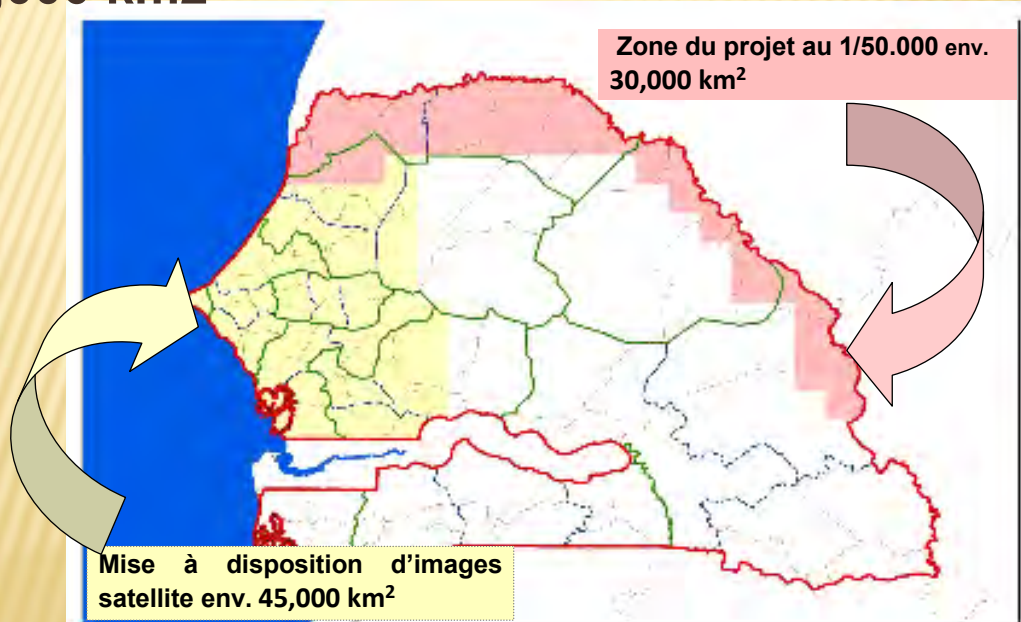 km2
Zone du projet au 1/50.000 env.
30,000 km²
Mise à disposition d'images
satellite env. 45,000 km²